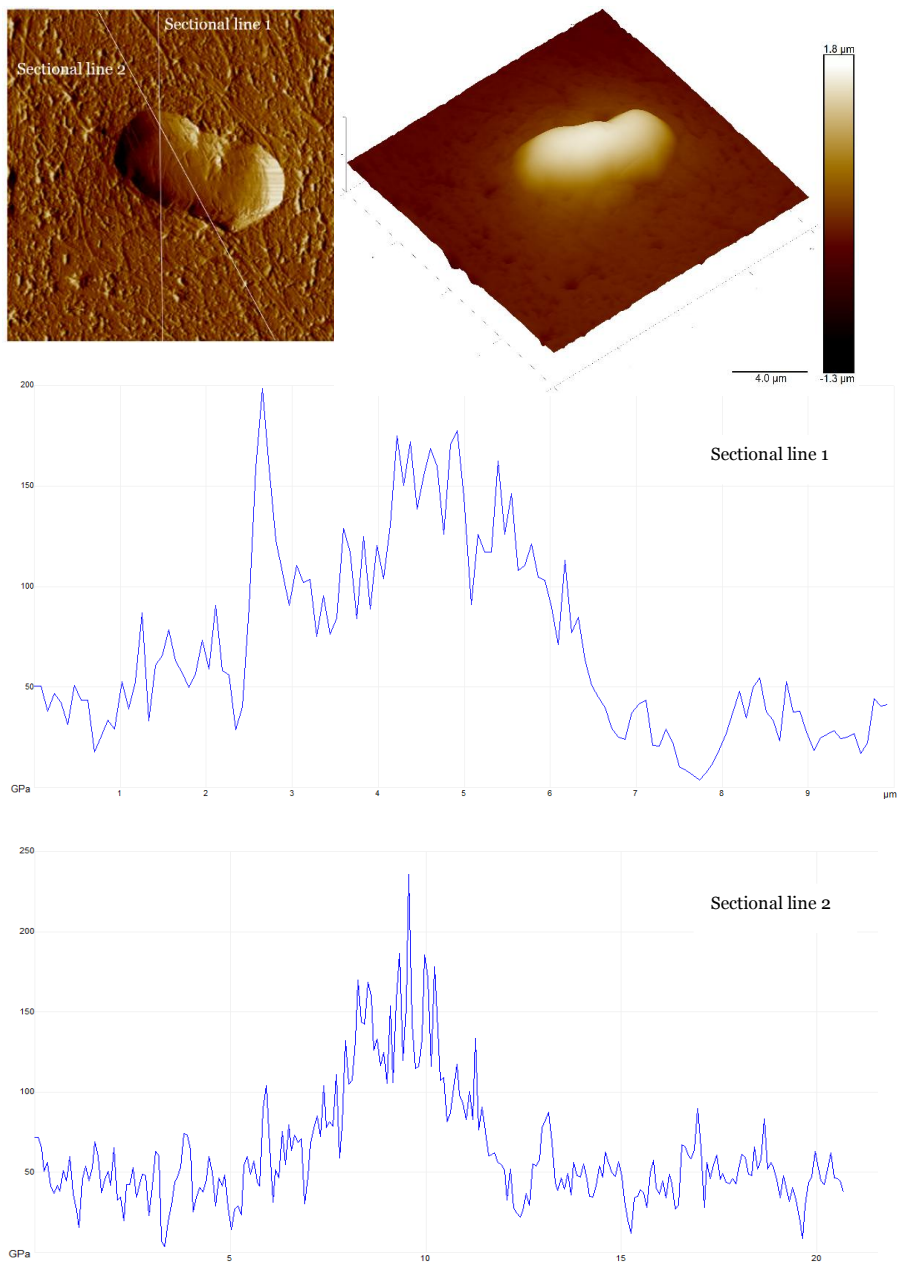 Sectional line 1
Sectional line 2
1.8 µm
4.0 µm
-1.3 µm
200
Sectional line 1
150
100
50
GPa
1 2 3 4 5 6 7 8 9 µm
250
Sectional line 2
200
150
100
50
GPa
5 10 15 20